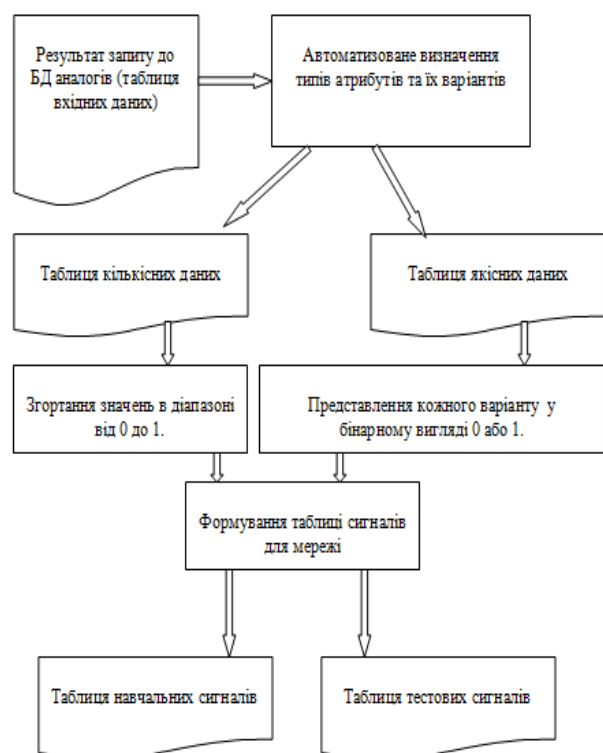 Результат запиту до
БД аналогів (таблиця
вхідних даних)
Автоматизоване визначення
типів атрибутів та їх варіантів
Таблиця кількісних даних
Таблиця якісних даних
Згортання значень в діапазоні
від 0 до 1.
Представлення кожного варіанту у
бінарному вигляді 0 або 1.
Формування таблиці сигналів
для мережі
Таблиця навчальних сигналів
Таблиця тестових сигналів